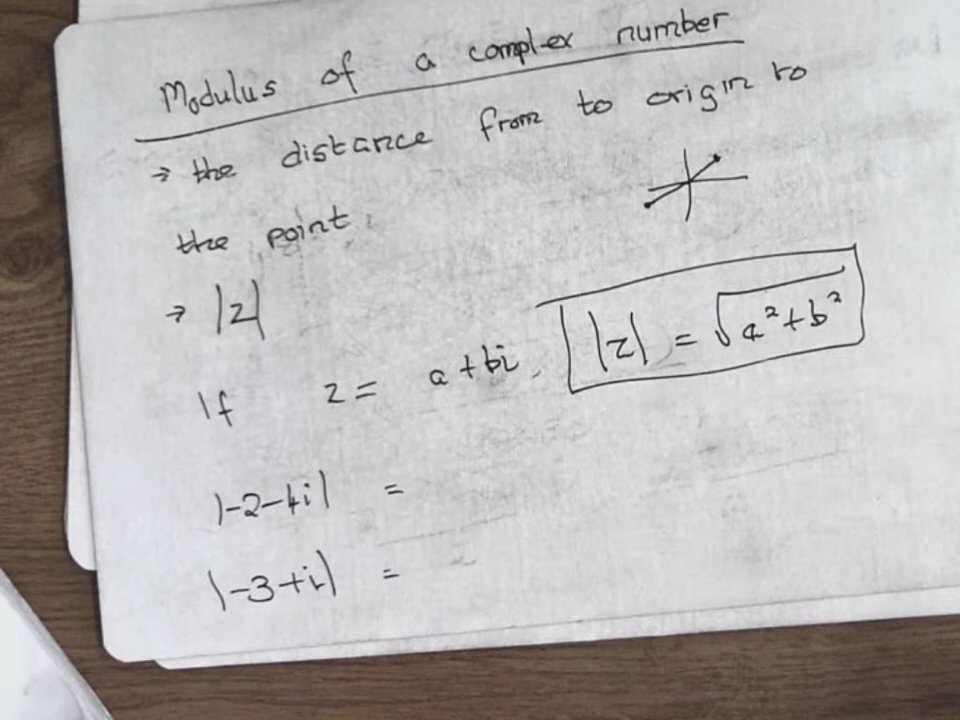 Modulus of a complex number
→ the distance from to origin to
the point.
→ |z|
If z = a + bi, |z| = √a²+b²
|-2-4i| =
|-3+i| =